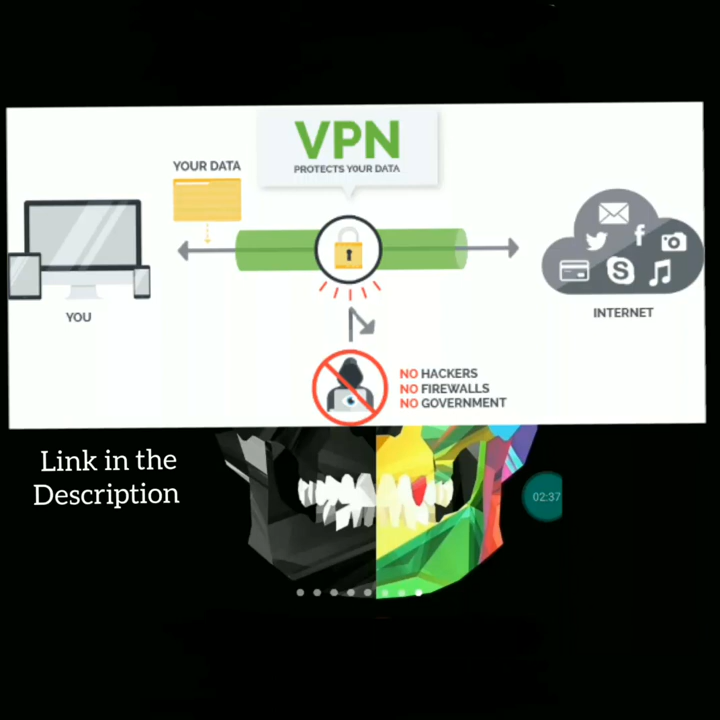 VPN
PROTECTS YOUR DATA
YOUR DATA
YOU
INTERNET
NO HACKERS
NO FIREWALLS
NO GOVERNMENT
Link in the
Description
02:37